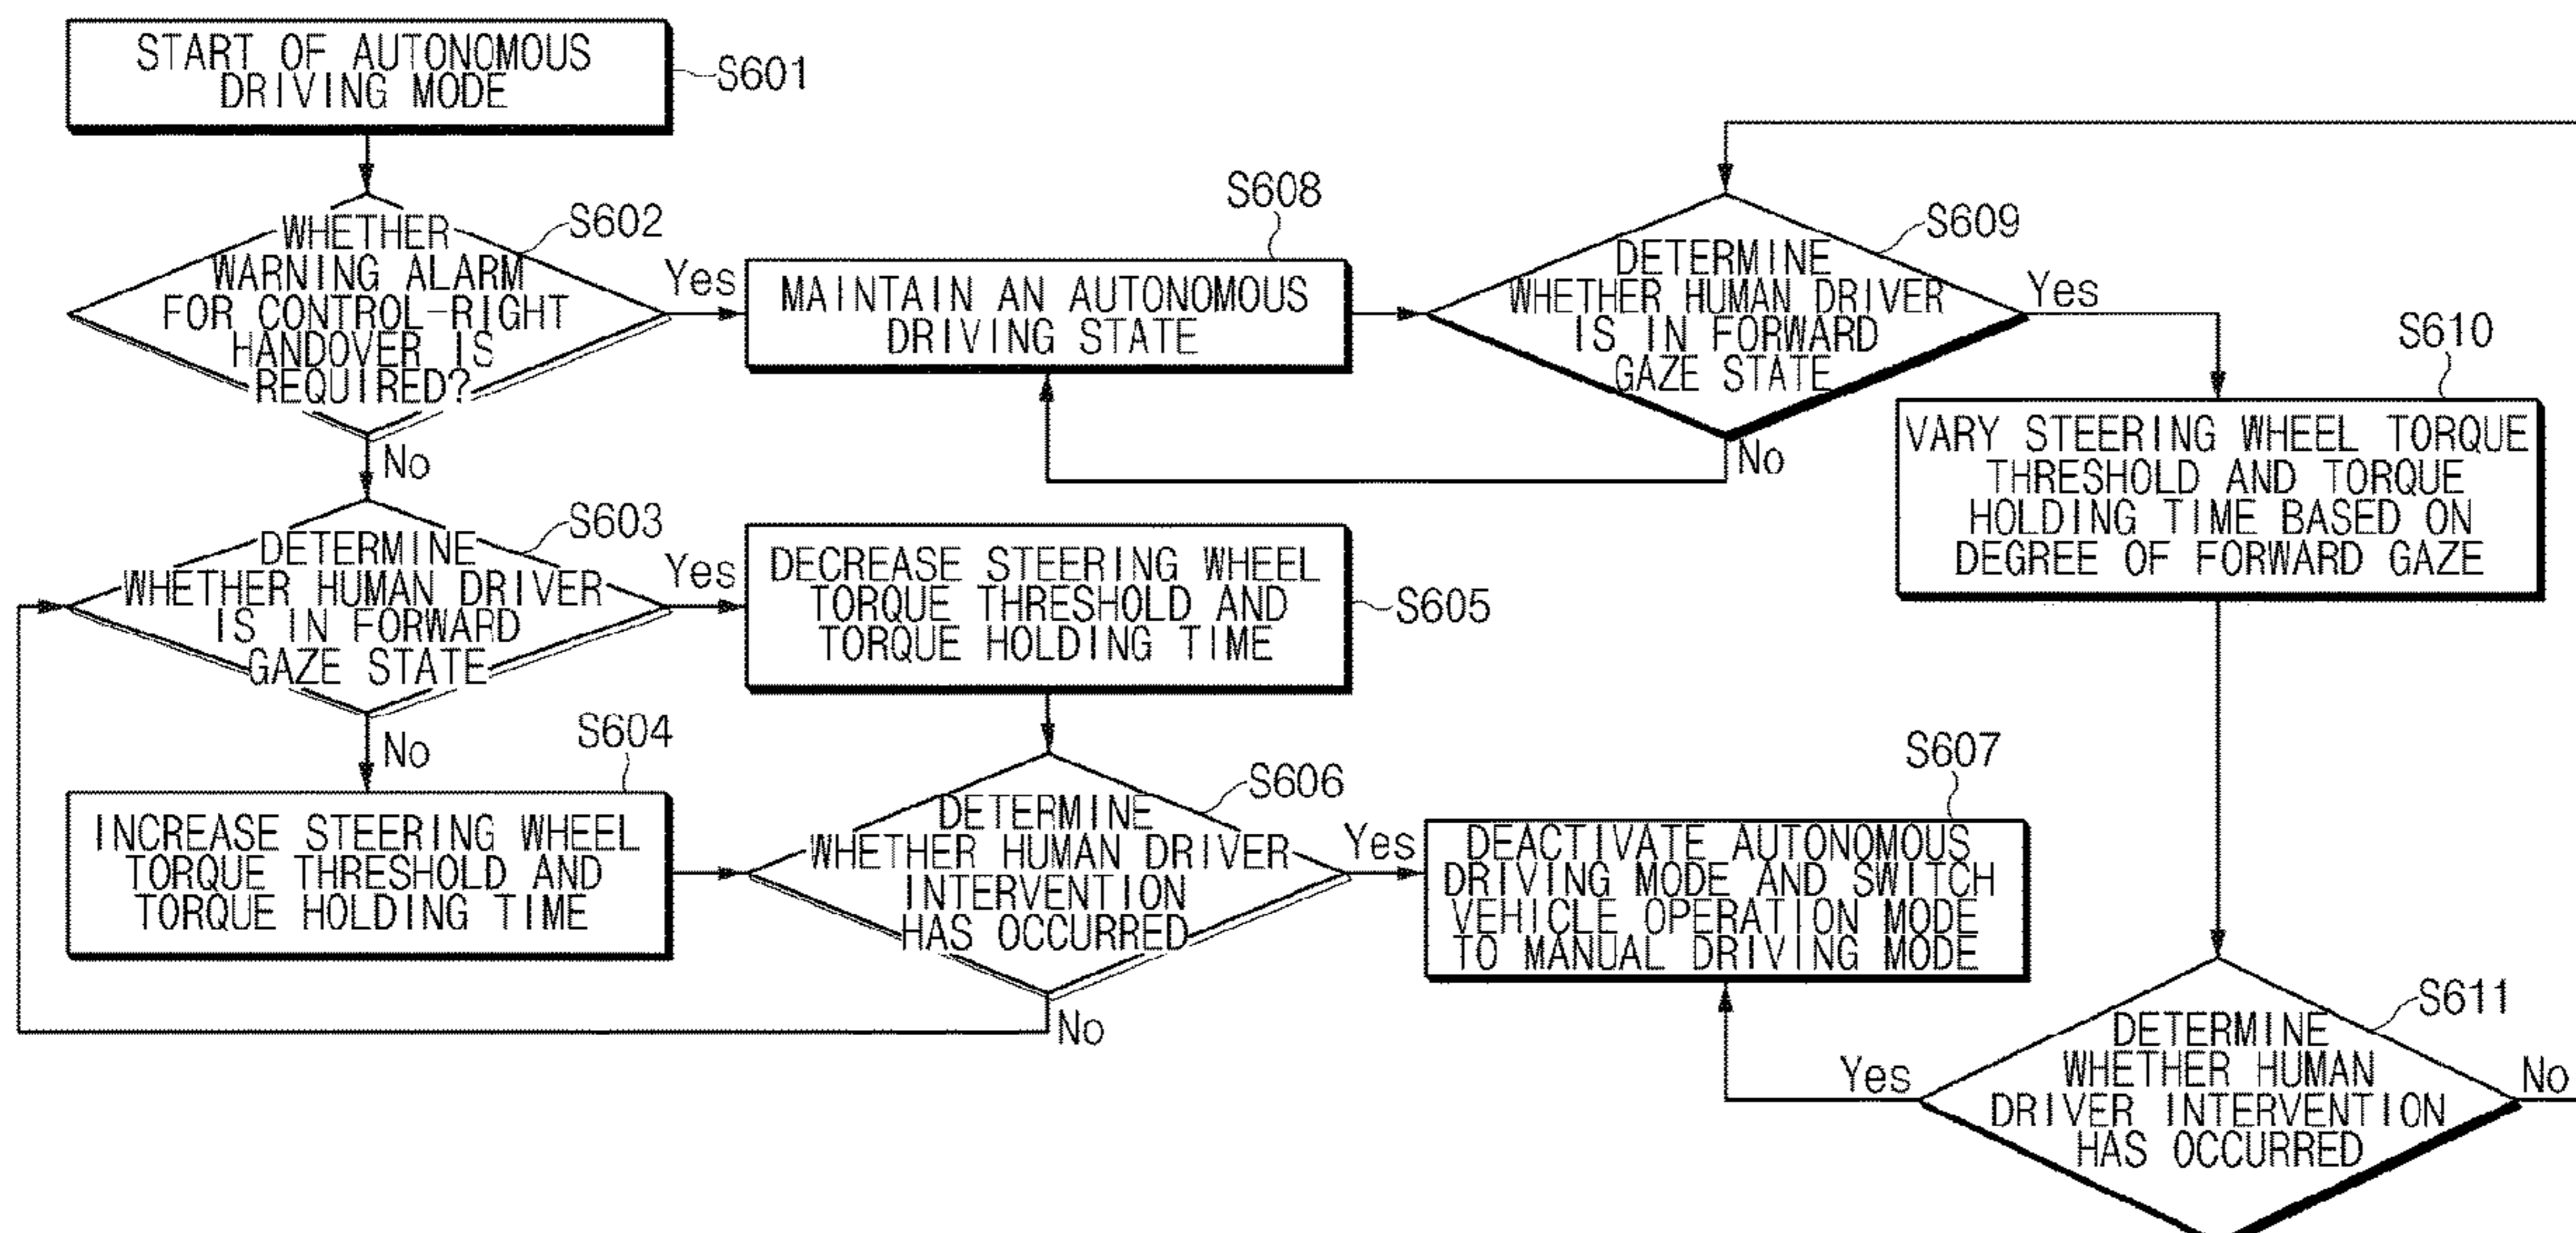 START OF AUTONOMOUS
DRIVING MODE
S601
WHETHER
WARNING ALARM
FOR CONTROL-RIGHT
HANDOVER IS
REQUIRED?
S602
Yes
No
S608
MAINTAIN AN AUTONOMOUS
DRIVING STATE
DETERMINE
WHETHER HUMAN DRIVER
IS IN FORWARD
GAZE STATE
S609
Yes
No
S610
VARY STEERING WHEEL TORQUE
THRESHOLD AND TORQUE
HOLDING TIME BASED ON
DEGREE OF FORWARD GAZE
DETERMINE
WHETHER HUMAN DRIVER
IS IN FORWARD
GAZE STATE
S603
Yes
No
DECREASE STEERING WHEEL
TORQUE THRESHOLD AND
TORQUE HOLDING TIME
S605
S604
INCREASE STEERING WHEEL
TORQUE THRESHOLD AND
TORQUE HOLDING TIME
DETERMINE
WHETHER HUMAN DRIVER
INTERVENTION
HAS OCCURRED
S606
Yes
No
S607
DEACTIVATE AUTONOMOUS
DRIVING MODE AND SWITCH
VEHICLE OPERATION MODE
TO MANUAL DRIVING MODE
DETERMINE
WHETHER HUMAN
DRIVER INTERVENTION
HAS OCCURRED
S611
Yes
No